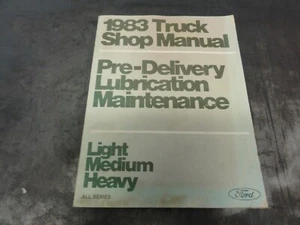 1983 Truck
Shop Manual
Pre-Delivery
Lubrication
Maintenance
Light
Medium
Heavy
ALL SERIES
Ford